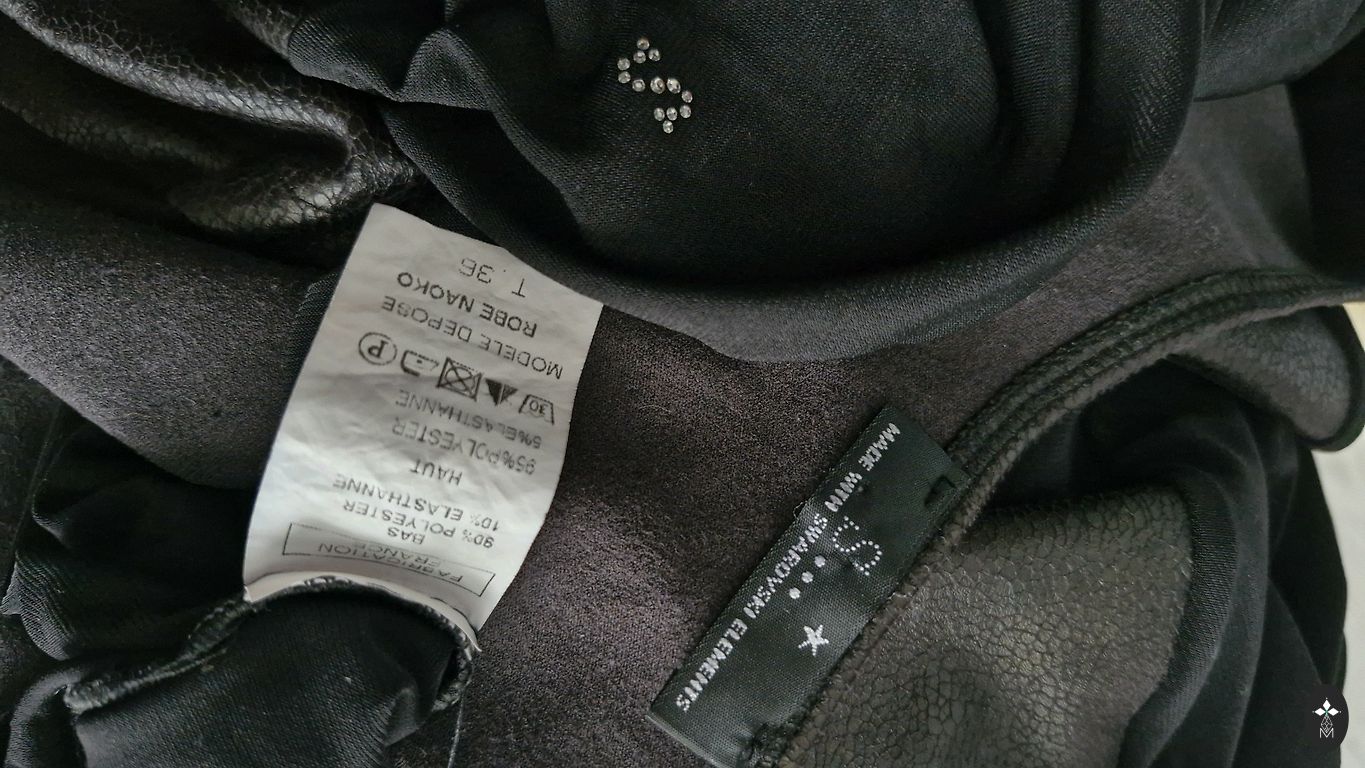 FABRICATION
FRANCE
BAS
90% POLYESTER
10% ELASTHANNE
HAUT
95% POLYESTER
5% ELASTHANNE
30
P
MODELE DEPOSE
ROBE NAOKO
T. 36
S
S
MADE WITH SWAROVSKI ELEMENTS
M